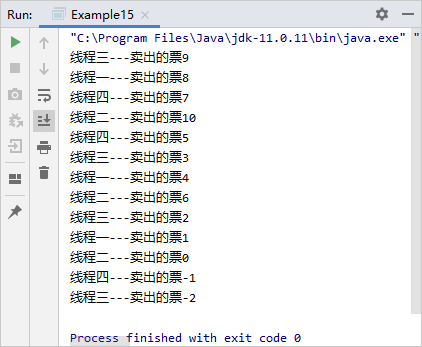 Run: Example15
"C:\Program Files\Java\jdk-11.0.11\bin\java.exe" "
线程三---卖出的票9
线程一---卖出的票8
线程四---卖出的票7
线程二---卖出的票10
线程四---卖出的票5
线程三---卖出的票3
线程一---卖出的票4
线程二---卖出的票6
线程三---卖出的票2
线程一---卖出的票1
线程二---卖出的票0
线程四---卖出的票-1
线程三---卖出的票-2
Process finished with exit code 0